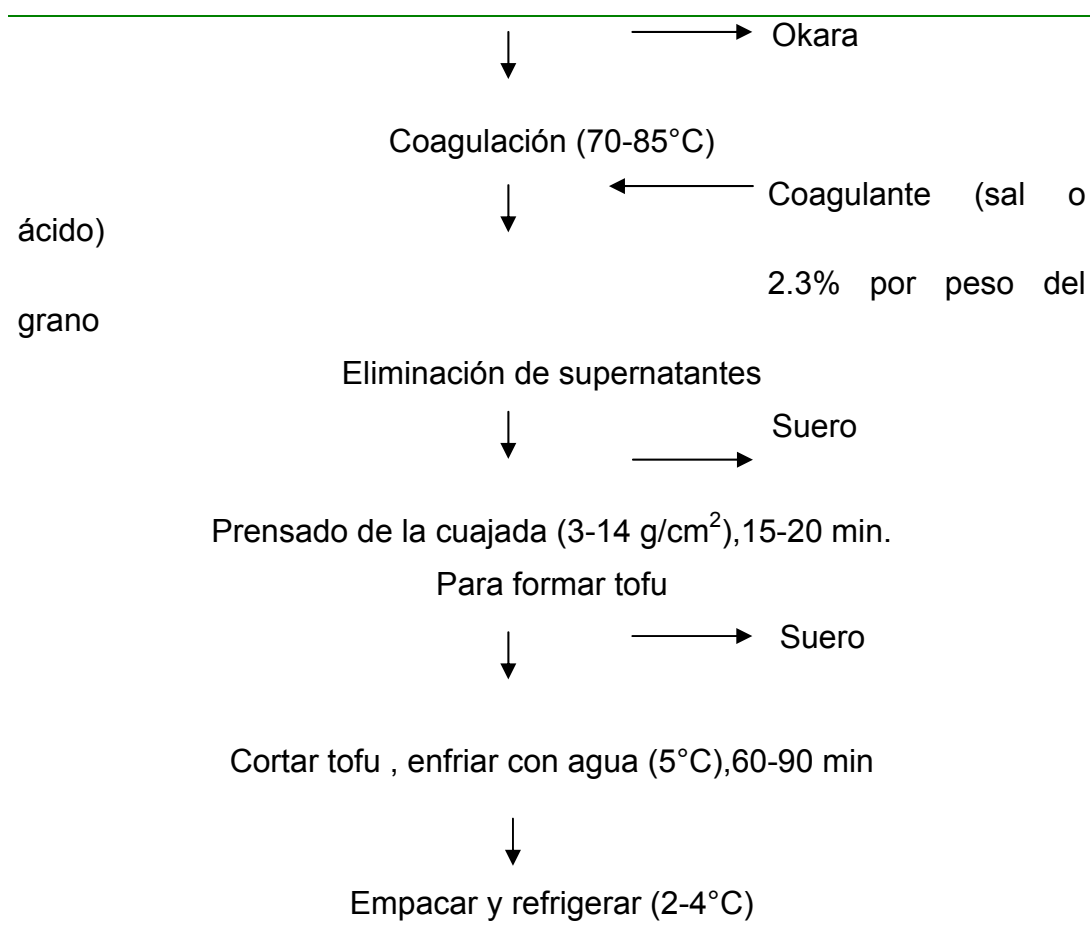 Okara
Coagulación (70-85°C)
Coagulante (sal o
ácido)
2.3% por peso del
grano
Eliminación de supernatantes
Suero
Prensado de la cuajada (3-14 g/cm²),15-20 min.
Para formar tofu
Suero
Cortar tofu , enfriar con agua (5°C),60-90 min
Empacar y refrigerar (2-4°C)